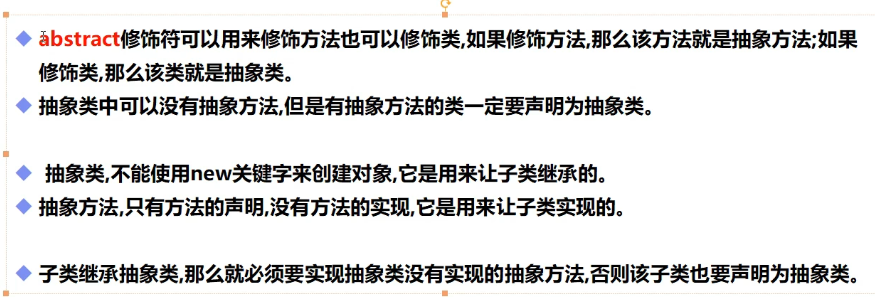 abstract修饰符可以用来修饰方法也可以修饰类,如果修饰方法,那么该方法就是抽象方法;如果
修饰类,那么该类就是抽象类。
抽象类中可以没有抽象方法,但是有抽象方法的类一定要声明为抽象类。
抽象类,不能使用new关键字来创建对象,它是用来让子类继承的。
抽象方法,只有方法的声明,没有方法的实现,它是用来让子类实现的。
子类继承抽象类,那么就必须要实现抽象类没有实现的抽象方法,否则该子类也要声明为抽象类。